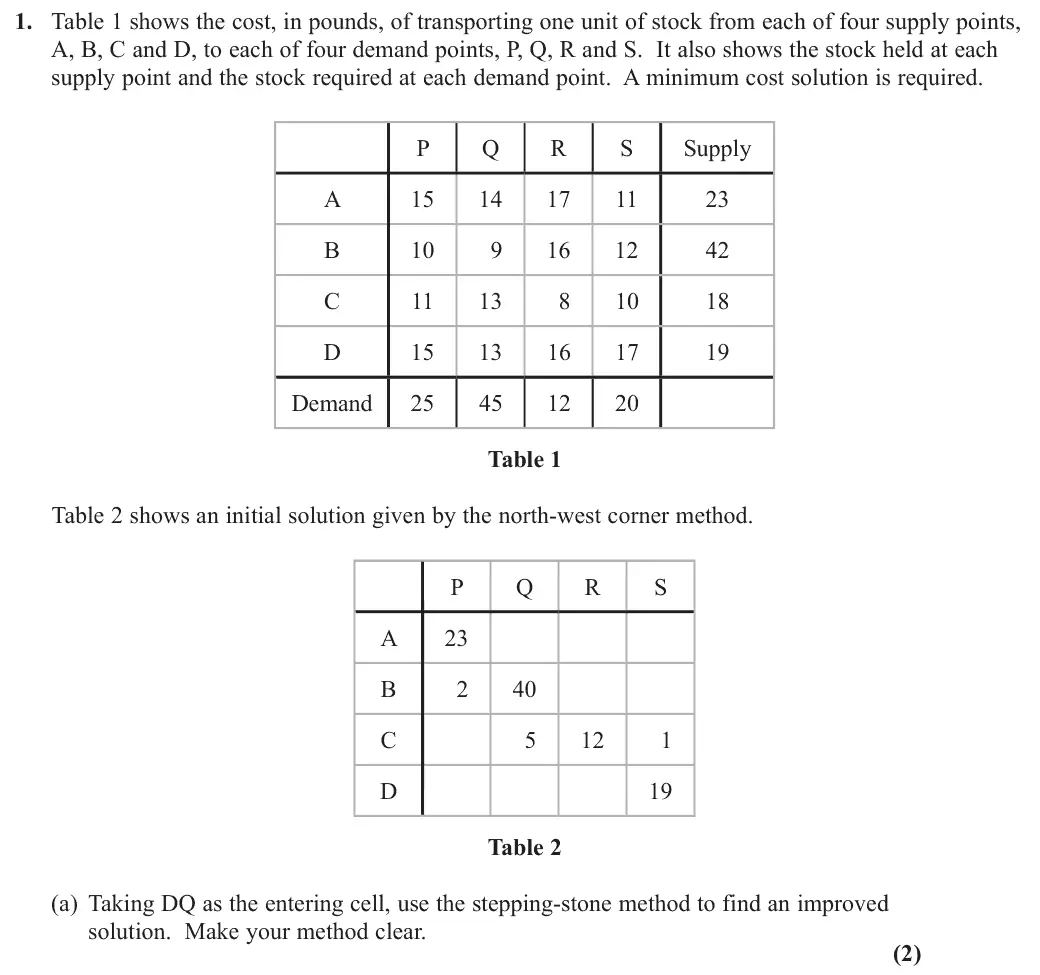 1. Table 1 shows the cost, in pounds, of transporting one unit of stock from each of four supply points,
A, B, C and D, to each of four demand points, P, Q, R and S. It also shows the stock held at each
supply point and the stock required at each demand point. A minimum cost solution is required.
P Q R S Supply
A 15 14 17 11 23
B 10 9 16 12 42
C 11 13 8 10 18
D 15 13 16 17 19
Demand 25 45 12 20
Table 1
Table 2 shows an initial solution given by the north-west corner method.
P Q R S
A 23
B 2 40
C 5 12 1
D 19
Table 2
(a) Taking DQ as the entering cell, use the stepping-stone method to find an improved
solution. Make your method clear.
(2)